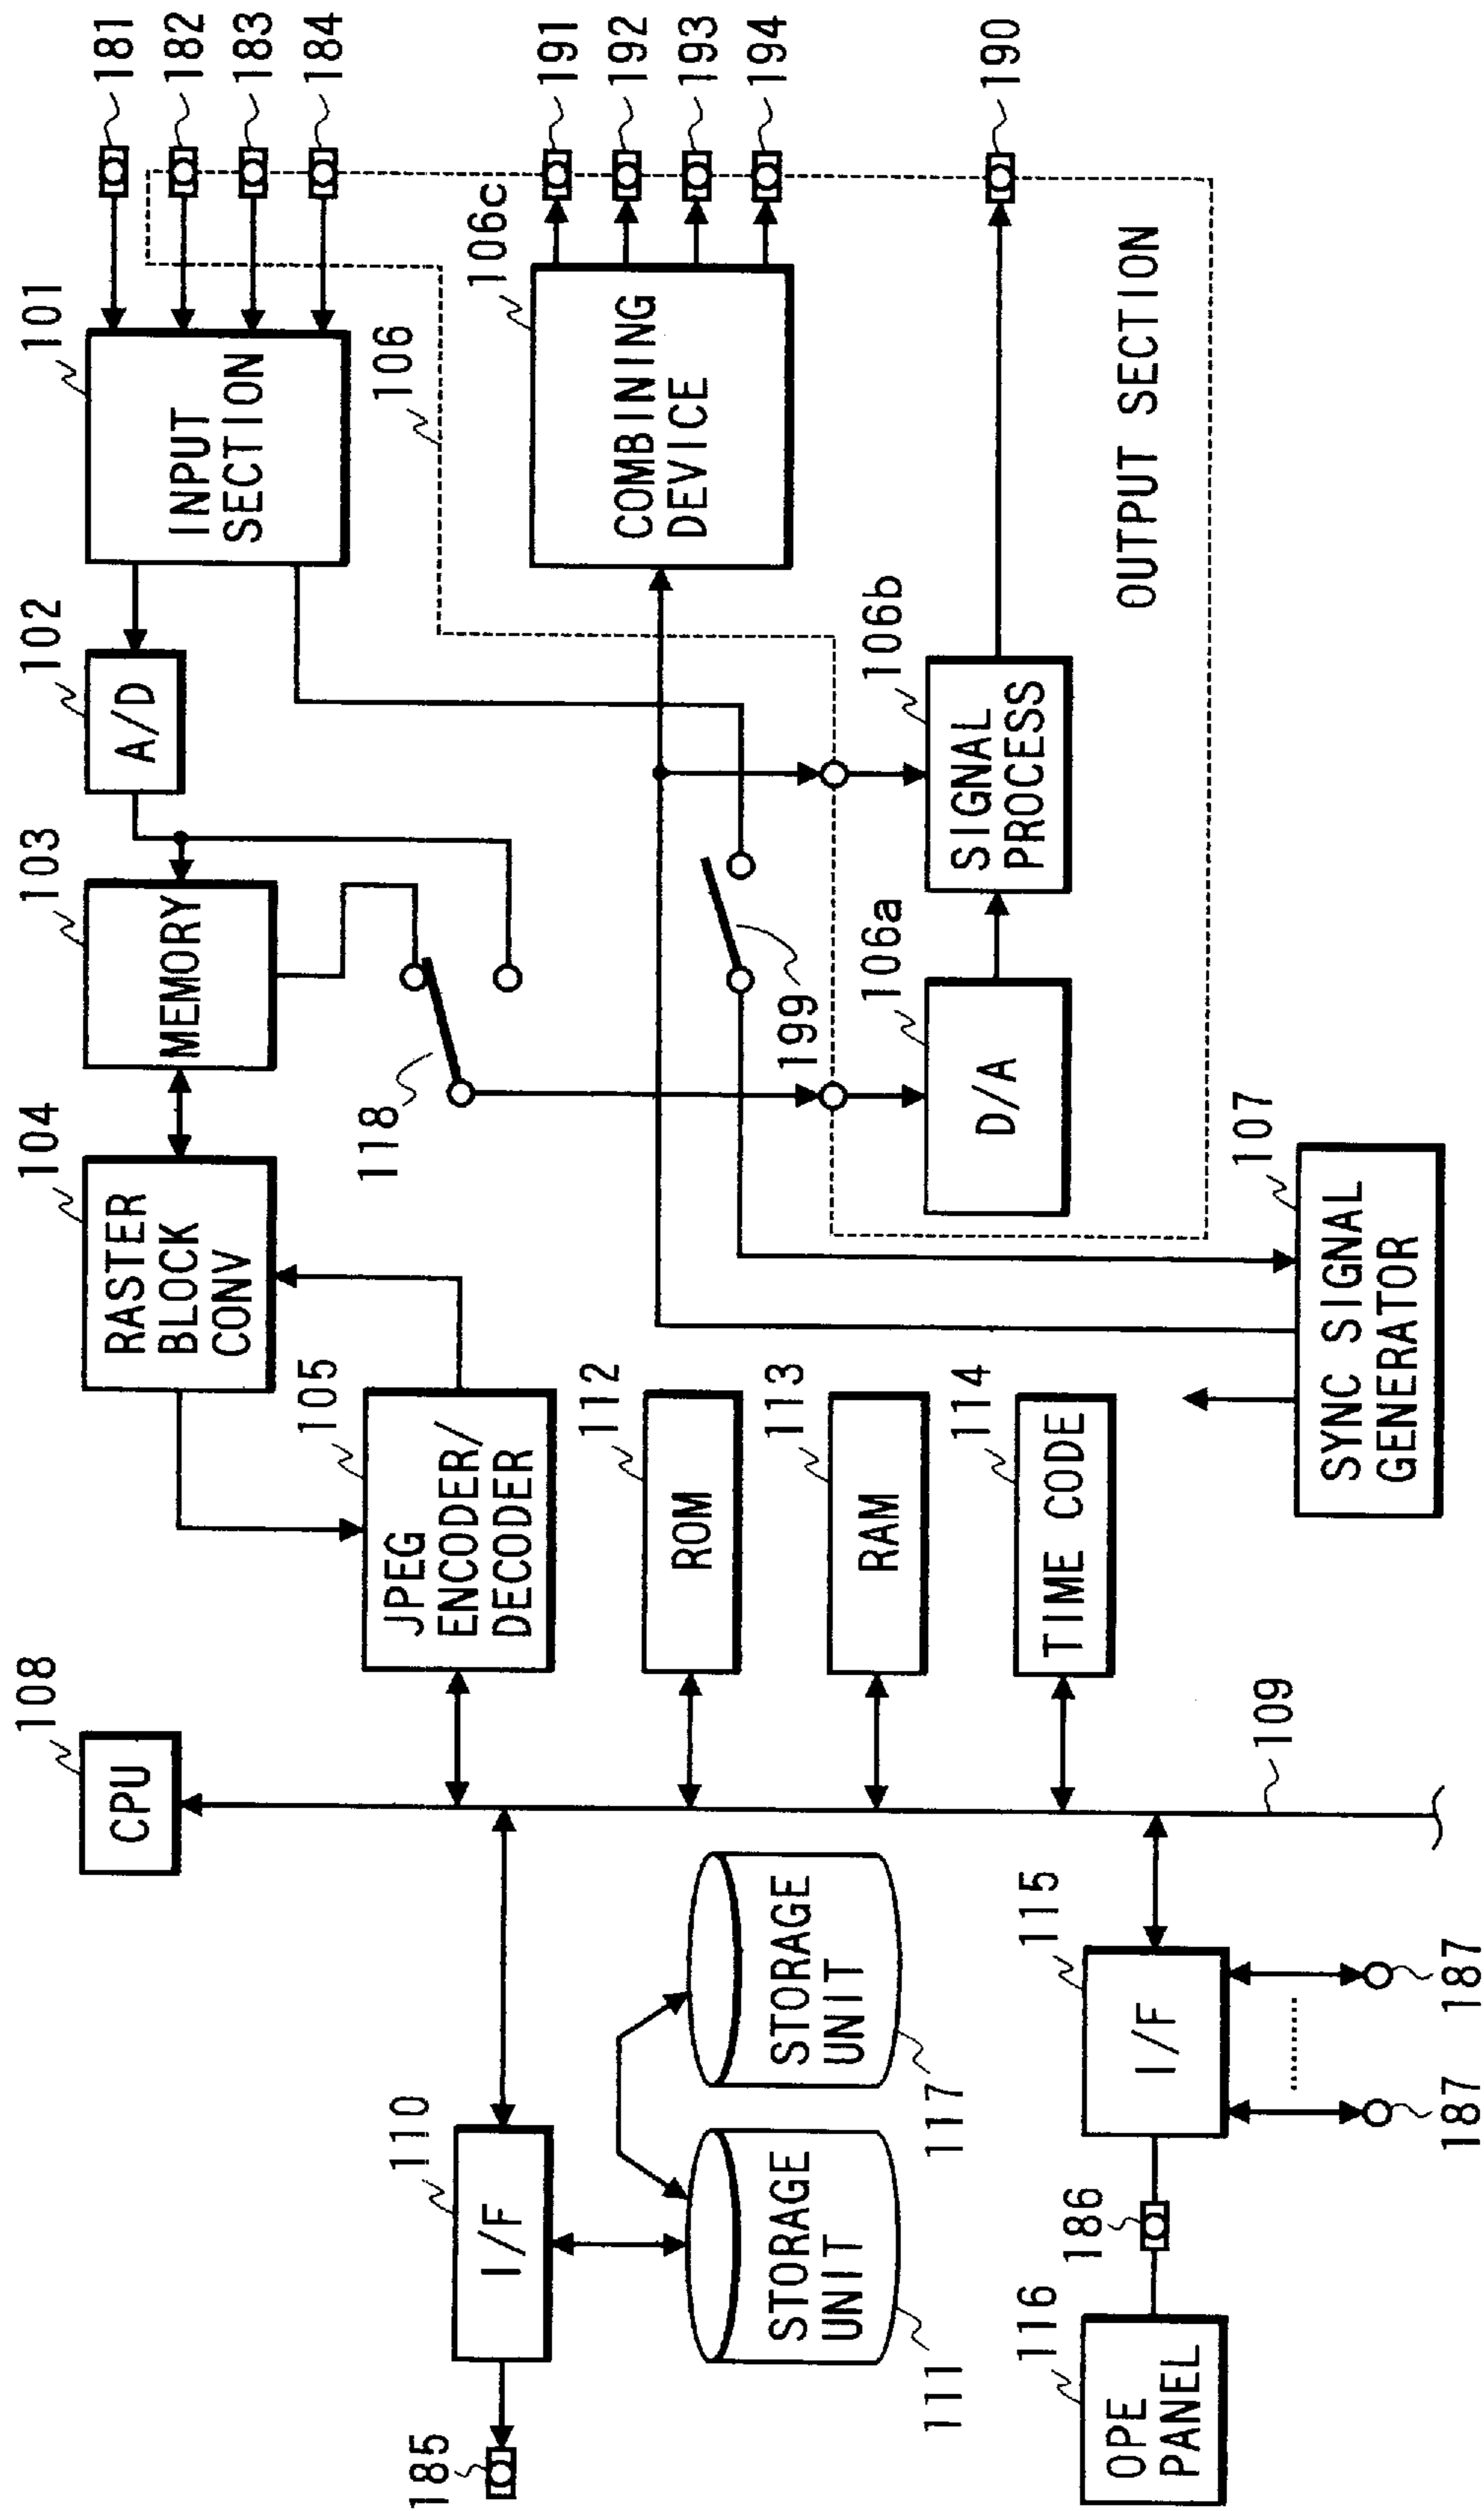 101
INPUT
SECTION
181
182
183
184
102
A/D
103
MEMORY
104
RASTER
BLOCK
CONV
105
JPEG
ENCODER/
DECODER
108
CPU
118
106
106c
COMBINING
DEVICE
191
192
193
194
190
199
106a
D/A
106b
SIGNAL
PROCESS
OUTPUT SECTION
107
SYNC SIGNAL
GENERATOR
112
ROM
113
RAM
114
TIME CODE
109
110
I/F
185
STORAGE
UNIT
111
STORAGE
UNIT
117
115
I/F
187
187
186
116
OPE
PANEL